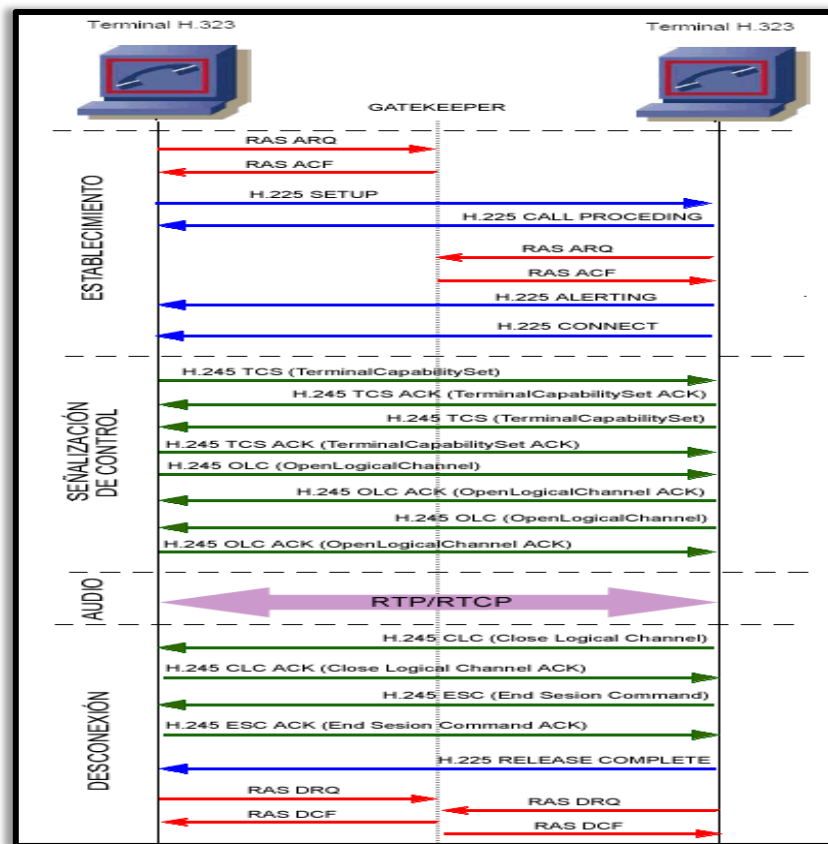 Terminal H.323
Terminal H.323
GATEKEEPER
ESTABLECIMIENTO
RAS ARQ
RAS ACF
H.225 SETUP
H.225 CALL PROCEDING
RAS ARQ
RAS ACF
H.225 ALERTING
H.225 CONNECT
SEÑALIZACIÓN
DE CONTROL
H.245 TCS (TerminalCapabilitySet)
H.245 TCS ACK (TerminalCapabilitySet ACK)
H.245 TCS (TerminalCapabilitySet)
H.245 TCS ACK (TerminalCapabilitySet ACK)
H.245 OLC (OpenLogicalChannel)
H.245 OLC ACK (OpenLogicalChannel ACK)
H.245 OLC (OpenLogicalChannel)
H.245 OLC ACK (OpenLogicalChannel ACK)
AUDIO
RTP/RTCP
DESCONEXIÓN
H.245 CLC (Close Logical Channel)
H.245 CLC ACK (Close Logical Channel ACK)
H.245 ESC (End Sesion Command)
H.245 ESC ACK (End Sesion Command ACK)
H.225 RELEASE COMPLETE
RAS DRQ
RAS DRQ
RAS DCF
RAS DCF